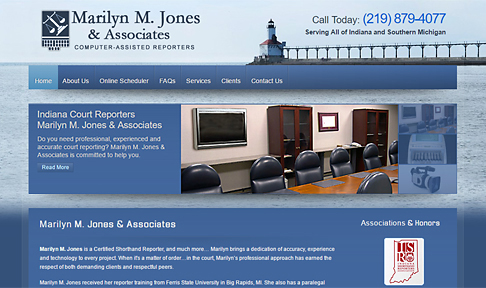 Marilyn M. Jones
& Associates
COMPUTER-ASSISTED REPORTERS
Call Today: (219) 879-4077
Serving All of Indiana and Southern Michigan
Home About Us Online Scheduler FAQs Services Clients Contact Us
Indiana Court Reporters
Marilyn M. Jones & Associates
Do you need professional, experienced and
accurate court reporting? Marilyn M. Jones &
Associates is committed to help you.
Read More
Marilyn M. Jones & Associates
Associations & Honors
Marilyn M. Jones is a Certified Shorthand Reporter, and much more... Marilyn brings a dedication of accuracy, experience
and technology to every project. When it's a matter of order...in the court, Marilyn's professional approach has earned the
respect of both demanding clients and respectful peers.
Marilyn M. Jones received her reporter training from Ferris State University in Big Rapids, MI. She also has a paralegal